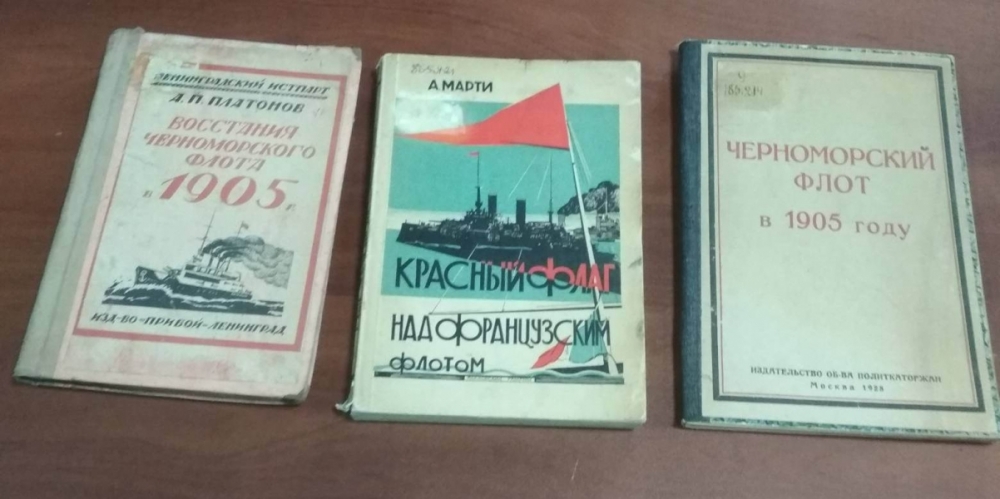 ЛЕНИНГРАДСКИЙ ИСТПАРТ
А.П. ПЛАТОНОВ
ВОССТАНИЯ
ЧЕРНОМОРСКОГО
ФЛОТА
в 1905 г.
ИЗД-ВО-ПРИБОЙ-ЛЕНИНГРАД
А. МАРТИ
КРАСНЫЙ ФЛАГ
НАД ФРАНЦУЗСКИМ
ФЛОТОМ
ЧЕРНОМОРСКИЙ
ФЛОТ
в 1905 году
ИЗДАТЕЛЬСТВО ОБ-ВА ПОЛИТКАТОРЖАН
Москва 1928